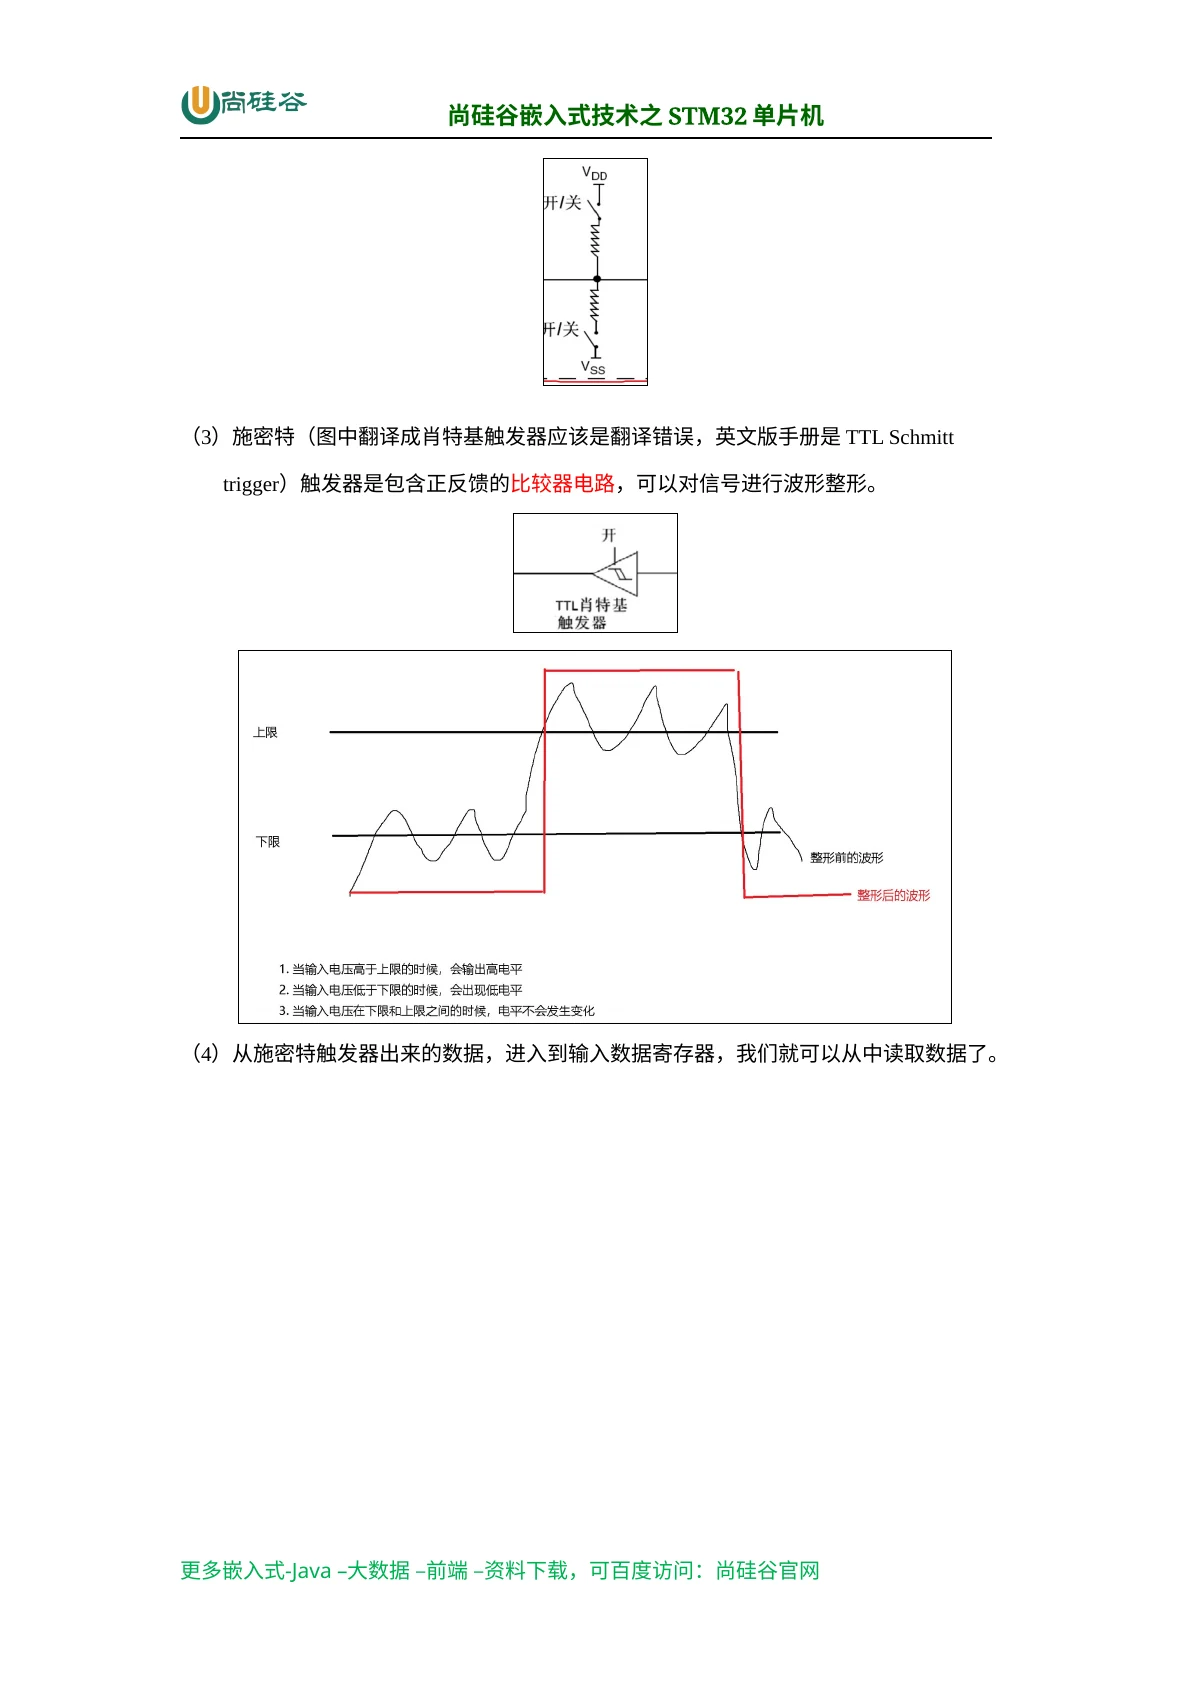 尚硅谷
尚硅谷嵌入式技术之 STM32 单片机
VDD
开/关
开/关
VSS
（3）施密特（图中翻译成肖特基触发器应该是翻译错误，英文版手册是 TTL Schmitt
trigger）触发器是包含正反馈的比较器电路，可以对信号进行波形整形。
开
TTL肖特基
触发器
上限
下限
整形前的波形
整形后的波形
1. 当输入电压高于上限的时候，会输出高电平
2. 当输入电压低于下限的时候，会出现低电平
3. 当输入电压在下限和上限之间的时候，电平不会发生变化
（4）从施密特触发器出来的数据，进入到输入数据寄存器，我们就可以从中读取数据了。
更多嵌入式-Java –大数据 –前端 –资料下载，可百度访问：尚硅谷官网